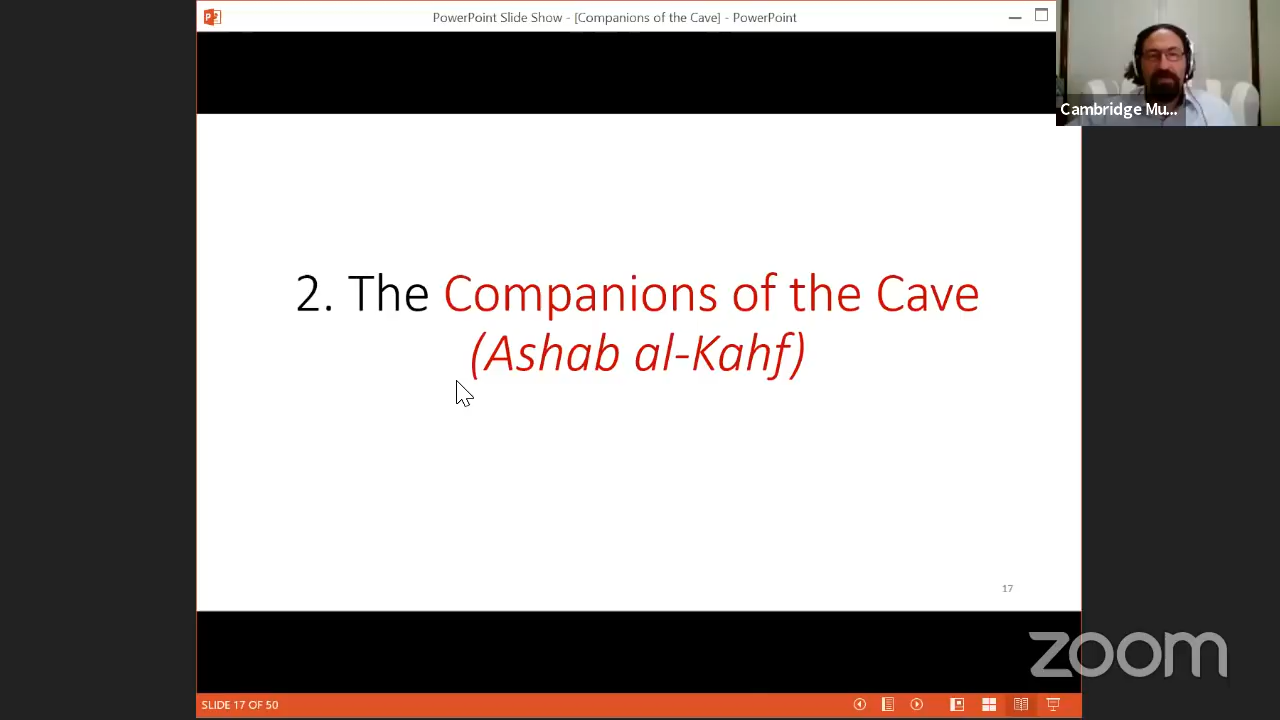 PowerPoint Slide Show - [Companions of the Cave] - PowerPoint
Cambridge Mu...
2. The Companions of the Cave
(Ashab al-Kahf)
17
zoom
SLIDE 17 OF 50